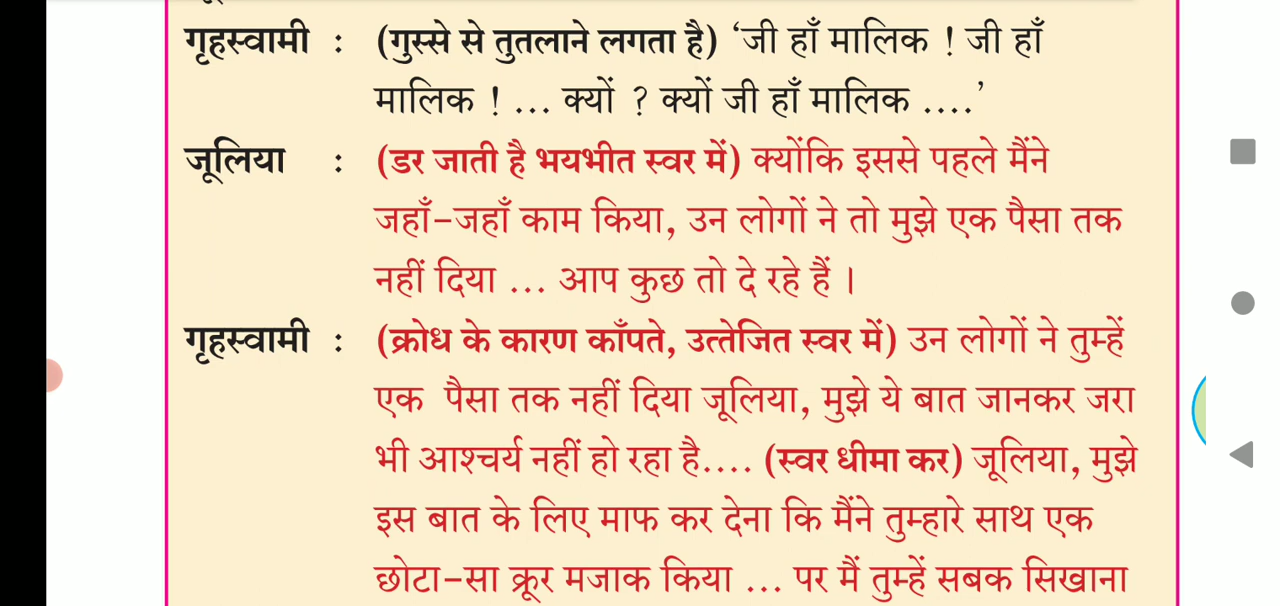 गृहस्वामी : (गुस्से से तुतलाने लगता है) ‘जी हाँ मालिक ! जी हाँ
मालिक ! ... क्यों ? क्यों जी हाँ मालिक ....’
जूलिया : (डर जाती है भयभीत स्वर में) क्योंकि इससे पहले मैंने
जहाँ-जहाँ काम किया, उन लोगों ने तो मुझे एक पैसा तक
नहीं दिया ... आप कुछ तो दे रहे हैं ।
गृहस्वामी : (क्रोध के कारण काँपते, उत्तेजित स्वर में) उन लोगों ने तुम्हें
एक पैसा तक नहीं दिया जूलिया, मुझे ये बात जानकर जरा
भी आश्चर्य नहीं हो रहा है.... (स्वर धीमा कर) जूलिया, मुझे
इस बात के लिए माफ कर देना कि मैंने तुम्हारे साथ एक
छोटा-सा क्रूर मजाक किया ... पर मैं तुम्हें सबक सिखाना